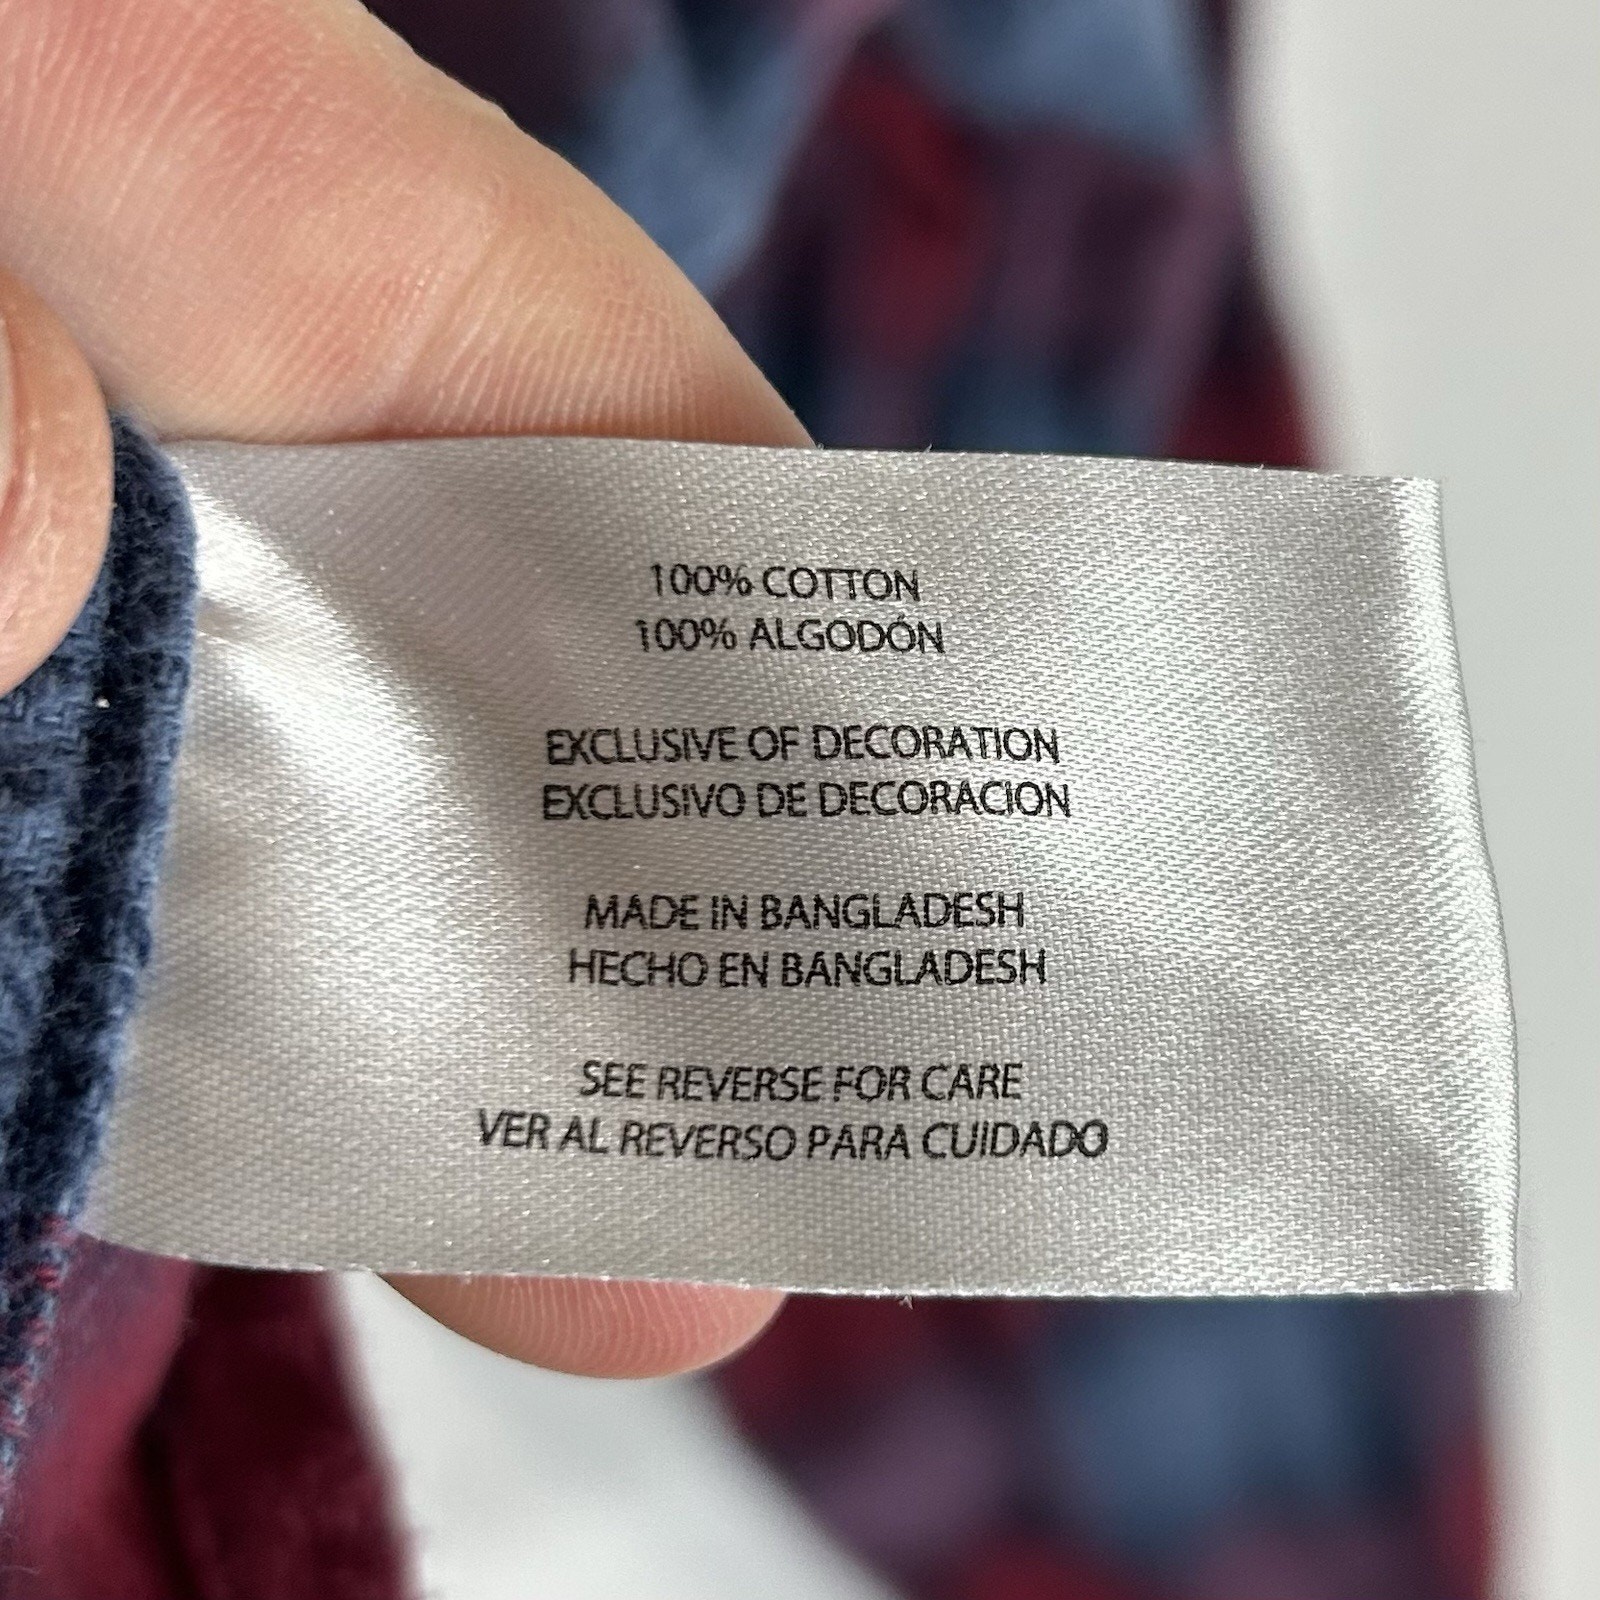 100% COTTON
100% ALGODÓN
EXCLUSIVE OF DECORATION
EXCLUSIVO DE DECORACION
MADE IN BANGLADESH
HECHO EN BANGLADESH
SEE REVERSE FOR CARE
VER AL REVERSO PARA CUIDADO